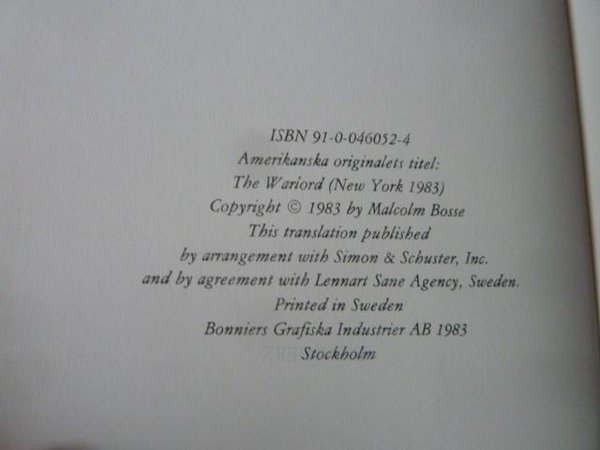 ISBN 91-0-046052-4
Amerikanska originalets titel:
The Warlord (New York 1983)
Copyright © 1983 by Malcolm Bosse
This translation published
by arrangement with Simon & Schuster, Inc.
and by agreement with Lennart Sane Agency, Sweden.
Printed in Sweden
Bonniers Grafiska Industrier AB 1983
Stockholm